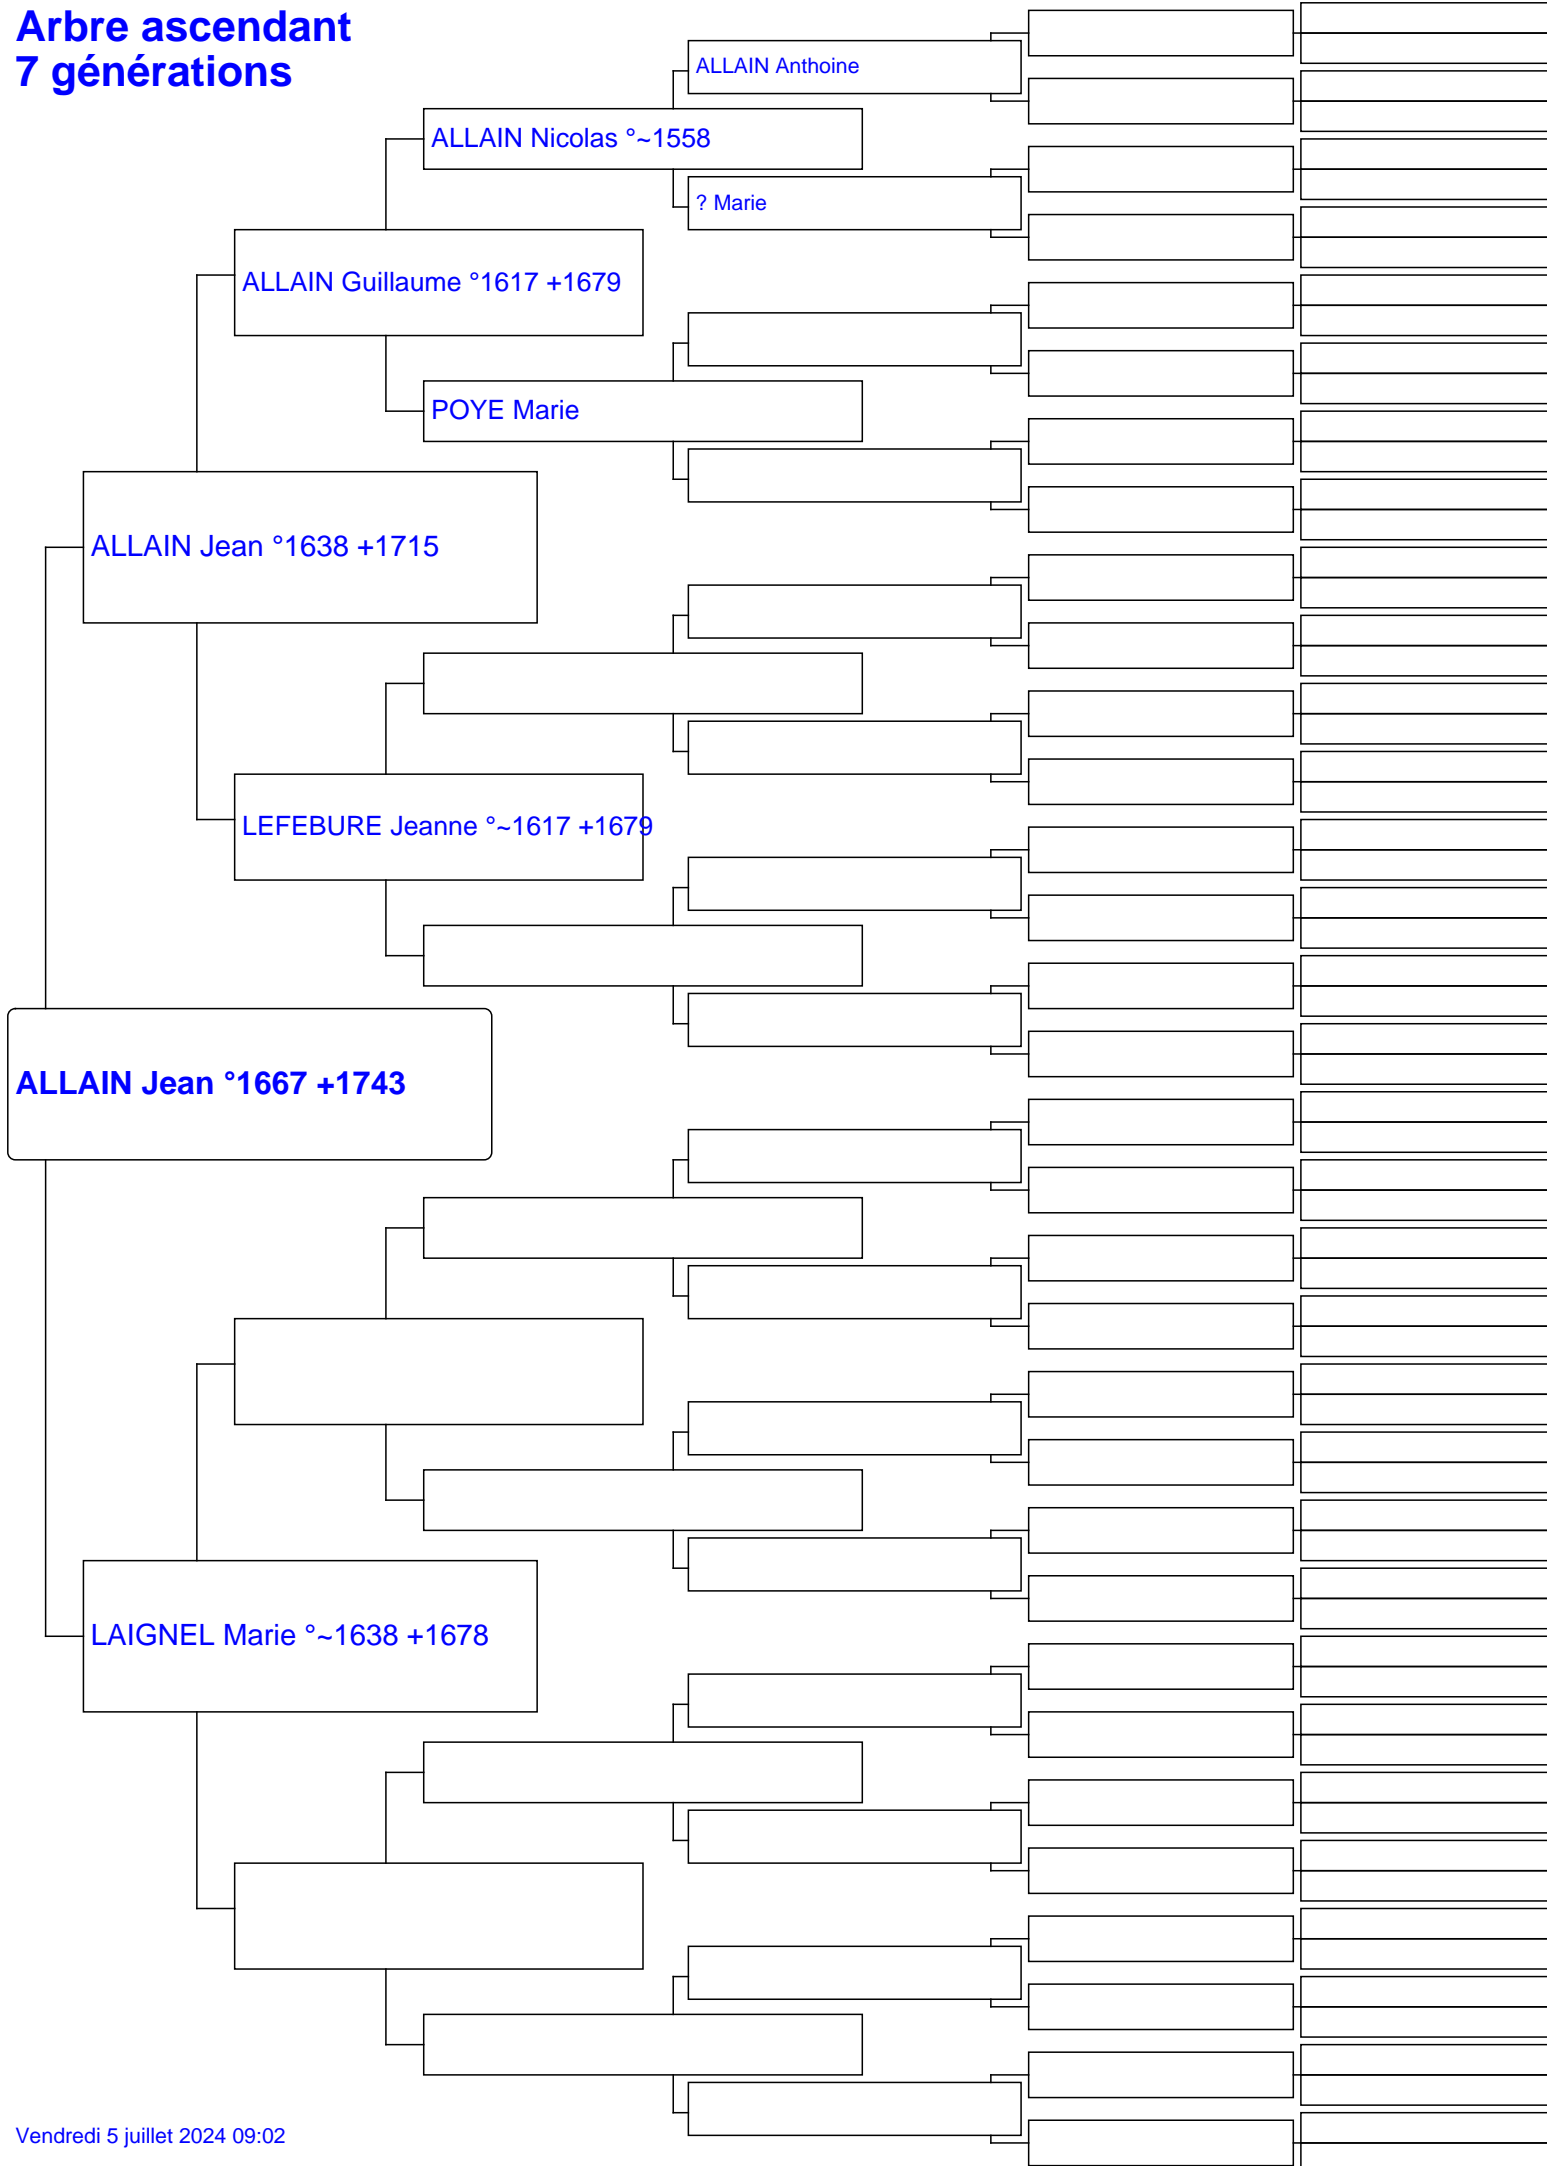 Arbre ascendant
7 générations
ALLAIN Anthoine
ALLAIN Nicolas °~1558
? Marie
ALLAIN Guillaume °1617 +1679
POYE Marie
ALLAIN Jean °1638 +1715
LEFEBURE Jeanne °~1617 +1679
ALLAIN Jean °1667 +1743
LAIGNEL Marie °~1638 +1678
Vendredi 5 juillet 2024 09:02